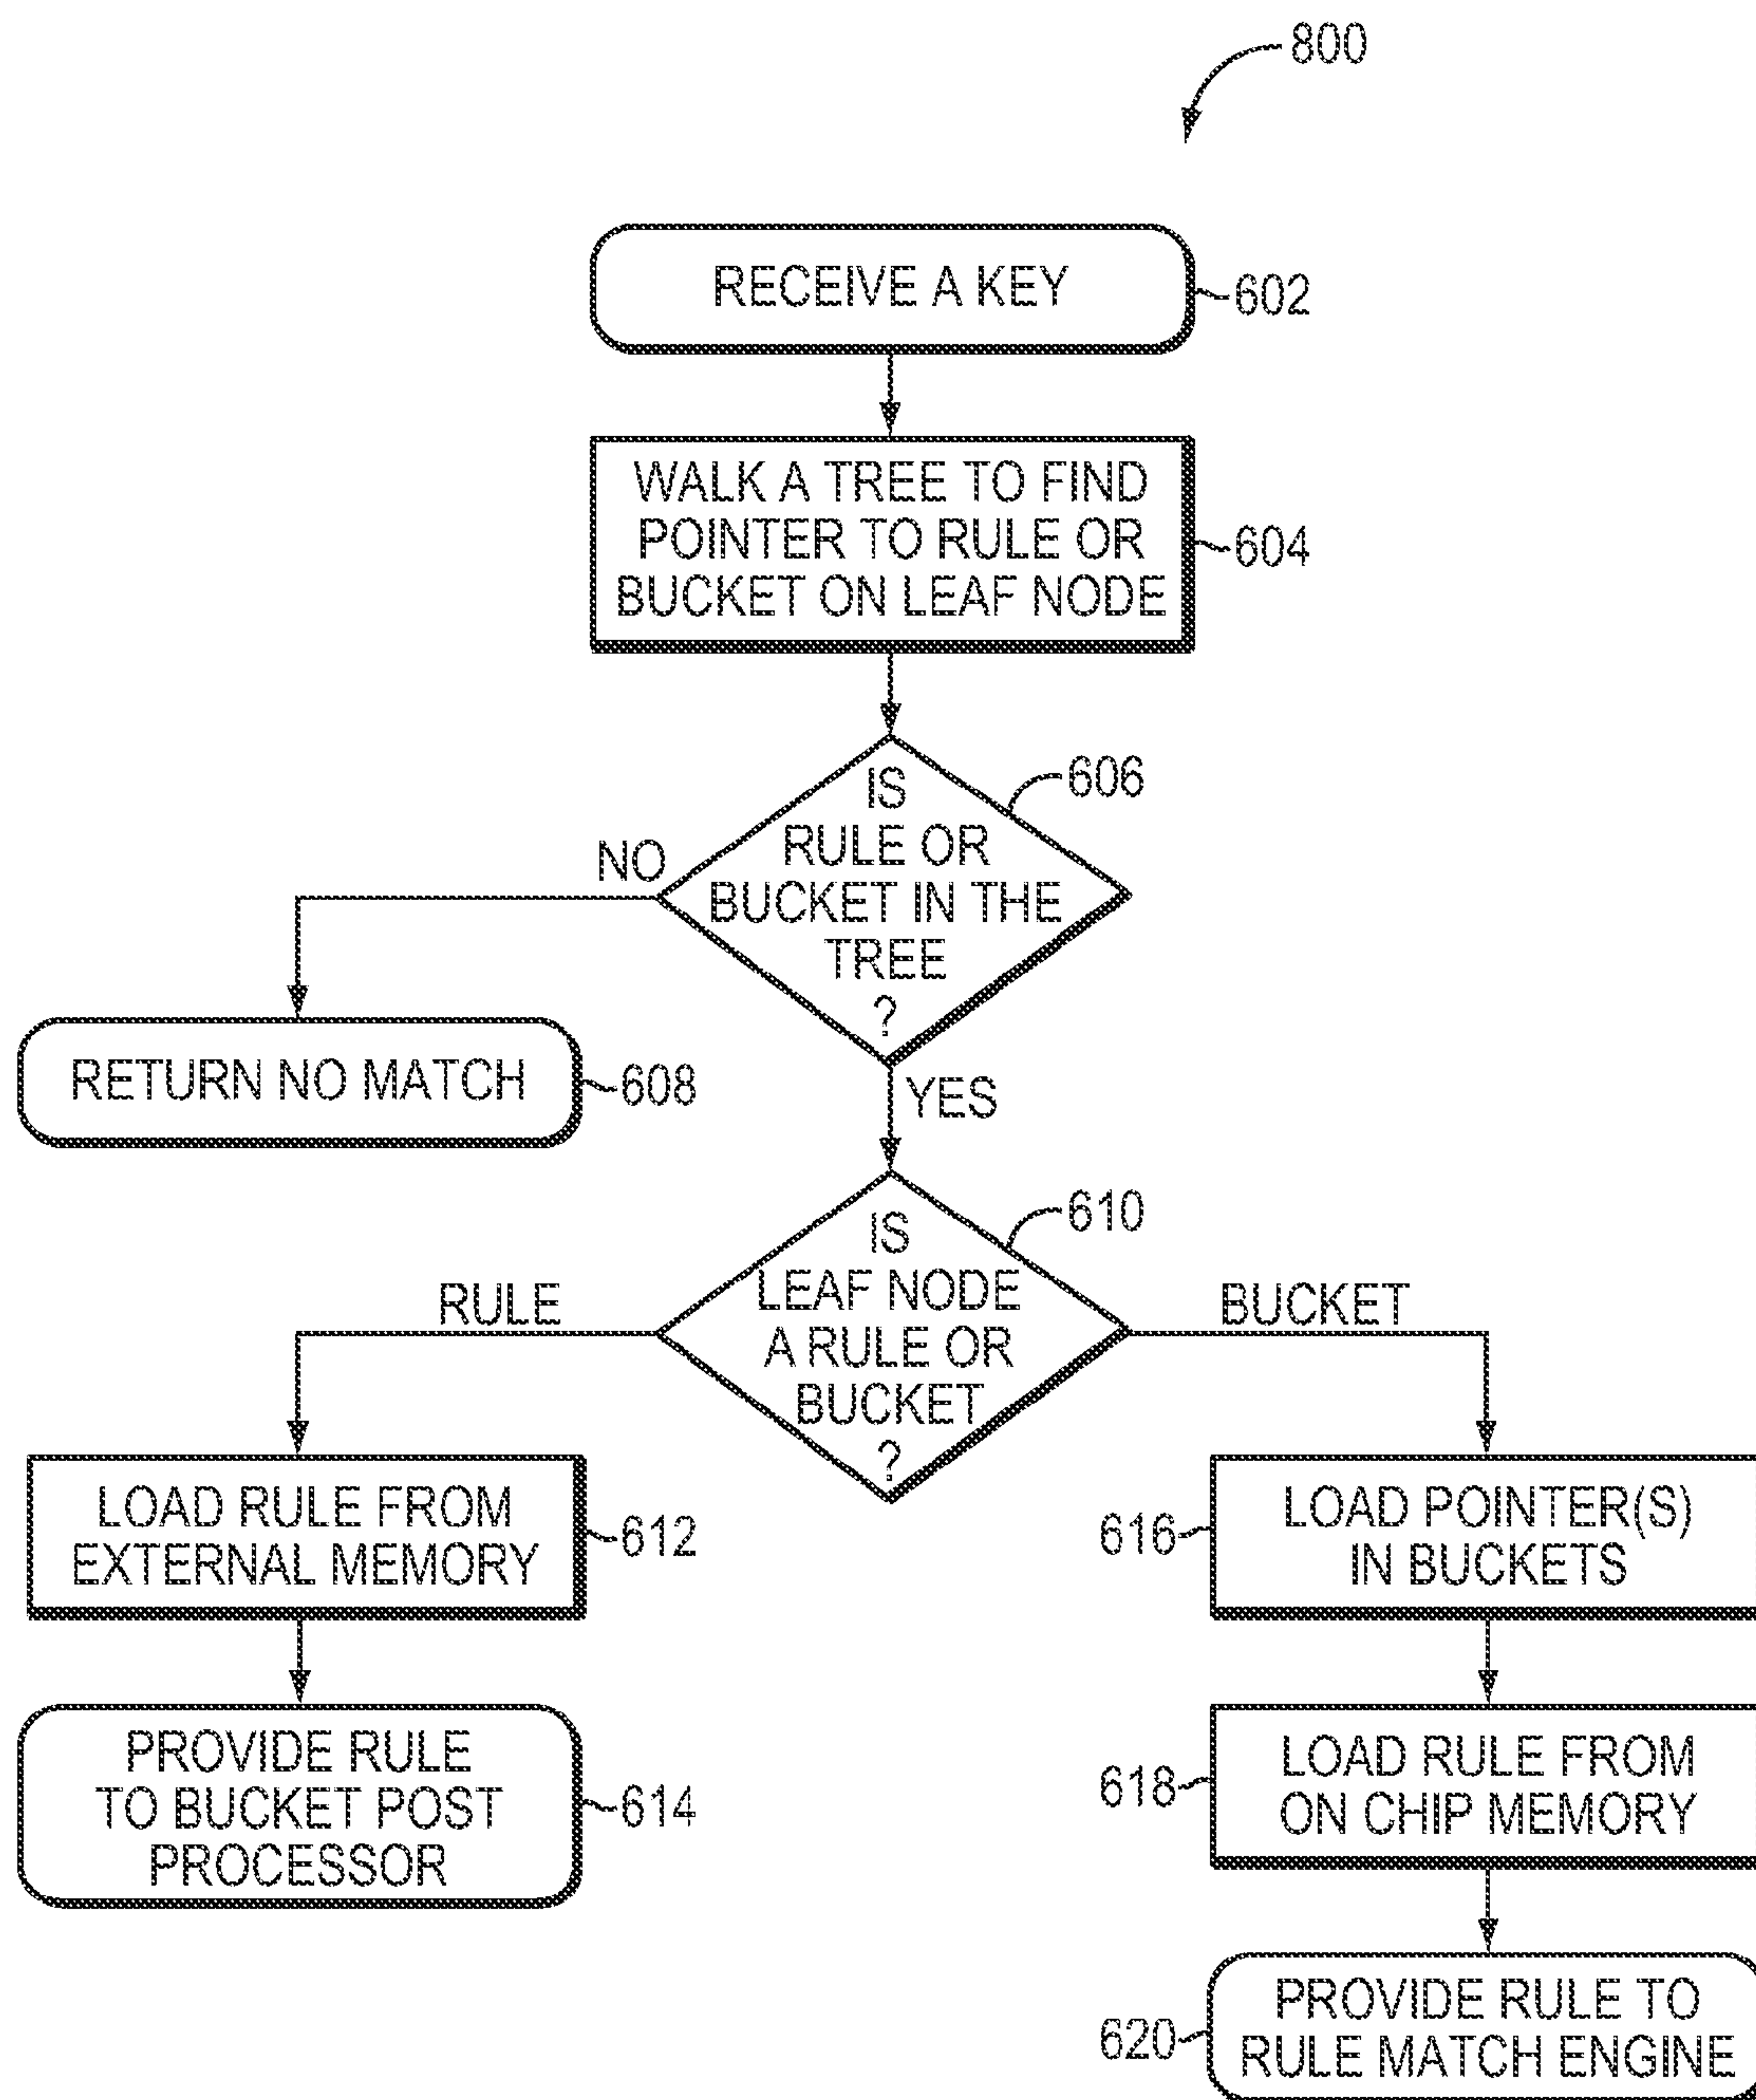 800
RECEIVE A KEY
602
WALK A TREE TO FIND
POINTER TO RULE OR
BUCKET ON LEAF NODE
604
IS
RULE OR
BUCKET IN THE
TREE
?
606
NO
RETURN NO MATCH
608
YES
IS
LEAF NODE
A RULE OR
BUCKET
?
610
RULE
BUCKET
LOAD RULE FROM
EXTERNAL MEMORY
612
PROVIDE RULE
TO BUCKET POST
PROCESSOR
614
616
LOAD POINTER(S)
IN BUCKETS
618
LOAD RULE FROM
ON CHIP MEMORY
620
PROVIDE RULE TO
RULE MATCH ENGINE